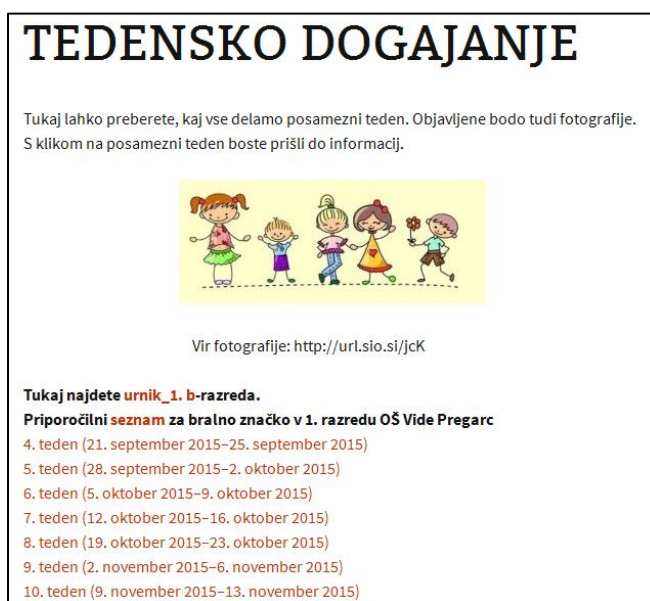 TEDENSKO DOGAJANJE
Tukaj lahko preberete, kaj vse delamo posamezni teden. Objavljene bodo tudi fotografije.
S klikom na posamezni teden boste prišli do informacij.
Vir fotografije: http://url.sio.si/jcK
Tukaj najdete urnik_1. b-razreda.
Priporočilni seznam za bralno značko v 1. razredu OŠ Vide Pregarc
4. teden (21. september 2015–25. september 2015)
5. teden (28. september 2015–2. oktober 2015)
6. teden (5. oktober 2015–9. oktober 2015)
7. teden (12. oktober 2015–16. oktober 2015)
8. teden (19. oktober 2015–23. oktober 2015)
9. teden (2. november 2015–6. november 2015)
10. teden (9. november 2015–13. november 2015)